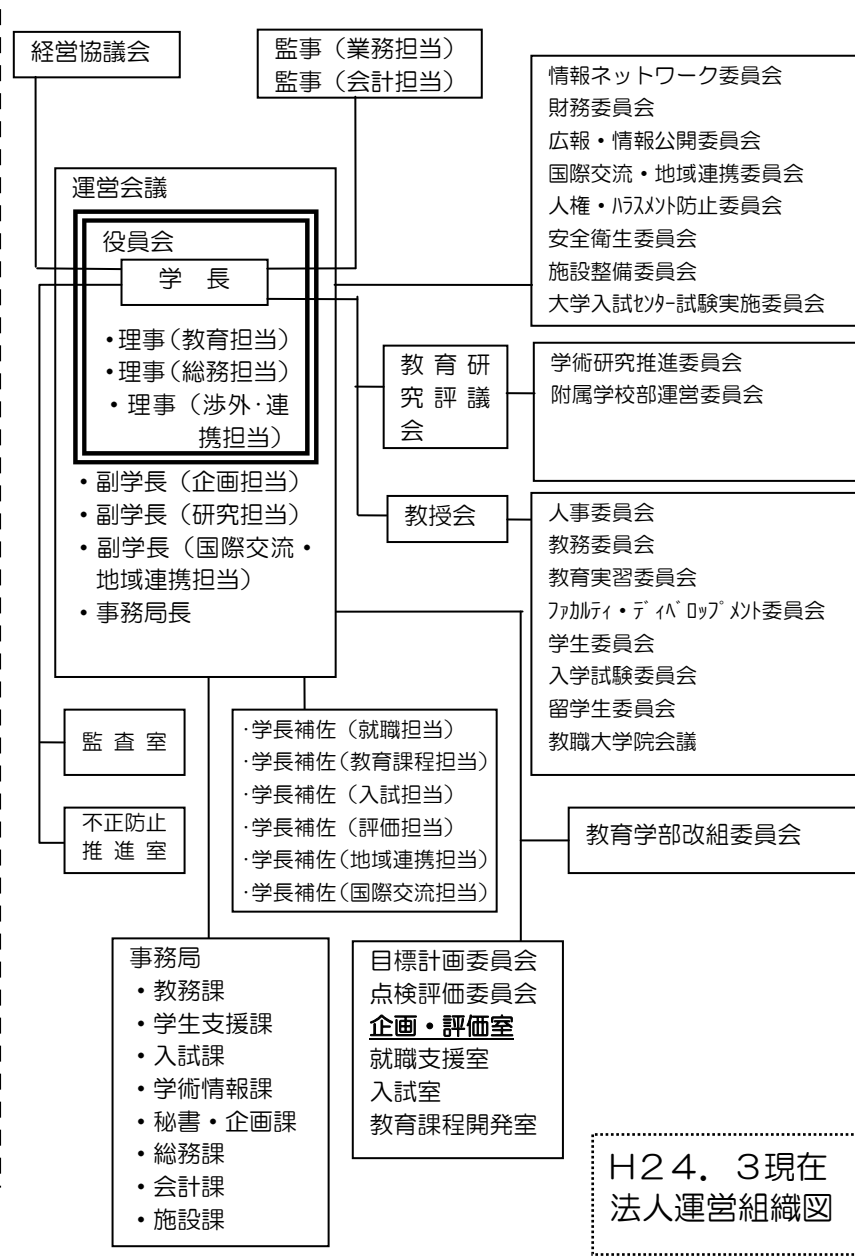 経営協議会
監事（業務担当）
監事（会計担当）
情報ネットワーク委員会
財務委員会
広報・情報公開委員会
国際交流・地域連携委員会
人権・ﾊﾗｽﾒﾝﾄ防止委員会
安全衛生委員会
施設整備委員会
大学入試ｾﾝﾀｰ試験実施委員会
運営会議
役員会
学　長
・理事（教育担当）
・理事（総務担当）
・理事（渉外・連
携担当）
・副学長（企画担当）
・副学長（研究担当）
・副学長（国際交流・
地域連携担当）
・事務局長
教 育 研
究 評 議
会
学術研究推進委員会
附属学校部運営委員会
教授会
人事委員会
教務委員会
教育実習委員会
ﾌｧｶﾙﾃｨ・ﾃﾞｨﾍﾞﾛｯﾌﾟﾒﾝﾄ委員会
学生委員会
入学試験委員会
留学生委員会
教職大学院会議
監 査 室
不正防止
推 進 室
・学長補佐（就職担当）
・学長補佐（教育課程担当）
・学長補佐（入試担当）
・学長補佐（評価担当）
・学長補佐（地域連携担当）
・学長補佐（国際交流担当）
教育学部改組委員会
事務局
・教務課
・学生支援課
・入試課
・学術情報課
・秘書・企画課
・総務課
・会計課
・施設課
目標計画委員会
点検評価委員会
企画・評価室
就職支援室
入試室
教育課程開発室
H24．3現在
法人運営組織図